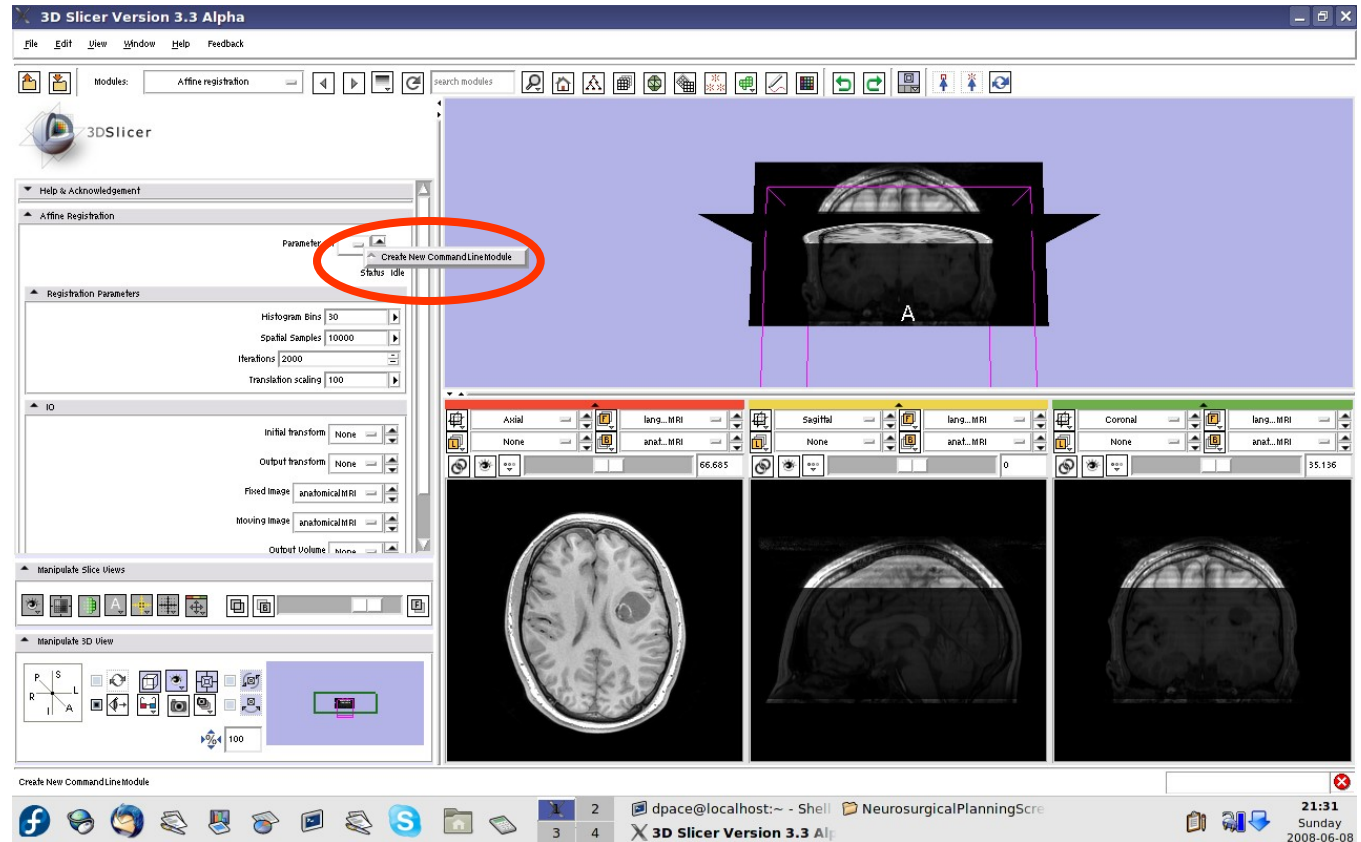 3D Slicer Version 3.3 Alpha
File Edit View Window Help Feedback
Modules: Affine registration search modules
3DSlicer
Help & Acknowledgement
Affine Registration
Parameter
Create New CommandLineModule
Status Idle
Registration Parameters
Histogram Bins 30
Spatial Samples 10000
Iterations 2000
Translation scaling 100
IO
Initial transform None
Output transform None
Fixed Image anatomicalMRI
Moving Image anatomicalMRI
Output Volume None
A
Axial F lang...MRI
L None B anat...MRI
66.685
Sagittal F lang...MRI
L None B anat...MRI
0
Coronal F lang...MRI
L None B anat...MRI
35.136
Manipulate Slice Views
A B F
Manipulate 3D View
P S
R L
I A
% 100
Create New CommandLineModule
1 2 dpace@localhost:~ - Shell NeurosurgicalPlanningScre
3 4 3D Slicer Version 3.3 Alp
21:31
Sunday
2008-06-08